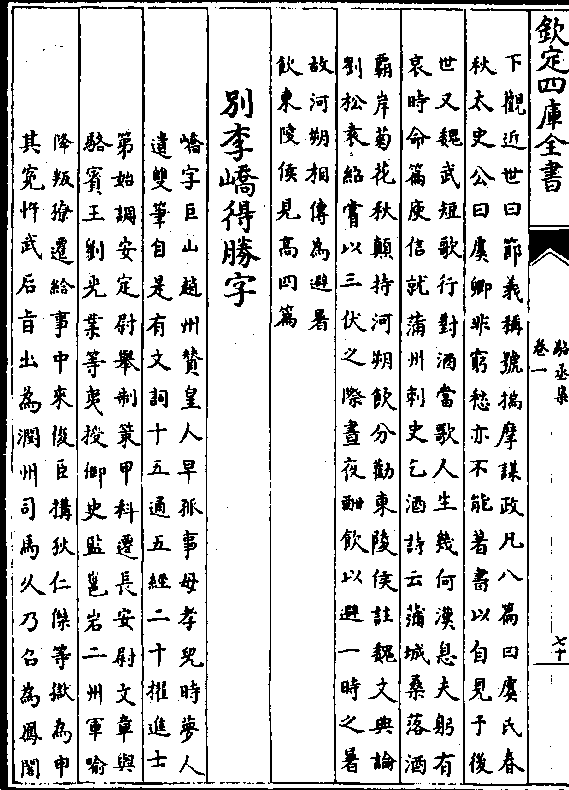 欽定四庫全書
駱丞集
卷一
七十
下觀近世曰節義稱號揣摩謀政凡八篇曰虞氏春
秋太史公曰虞卿非窮愁亦不能著書以自見于後
世又魏武短歌行對酒當歌人生幾何漢息夫躬有
哀時命篇庾信就蒲州刺史乞酒詩云蒲城桑落酒
霸岸菊花秋顛持河朔飲分勸東陵侯註魏文典論
劉松袁紹嘗以三伏之際晝夜酣飲以避一時之暑
故河朔相傳為避暑
飲東陵侯見髙四篇
別李嶠得勝字
嶠字巨山趙州贊皇人早孤事母孝兒時夢人
遺雙筆自是有文詞十五通五經二十擢進士
第始調安定尉舉制策甲科遷長安尉文章與
駱賓王劉光業等夷授御史監邕岩二州軍喻
降叛獠遷給事中來俊臣搆狄仁傑等獄為申
其寃忤武后旨出為潤州司馬久乃召為鳳閣